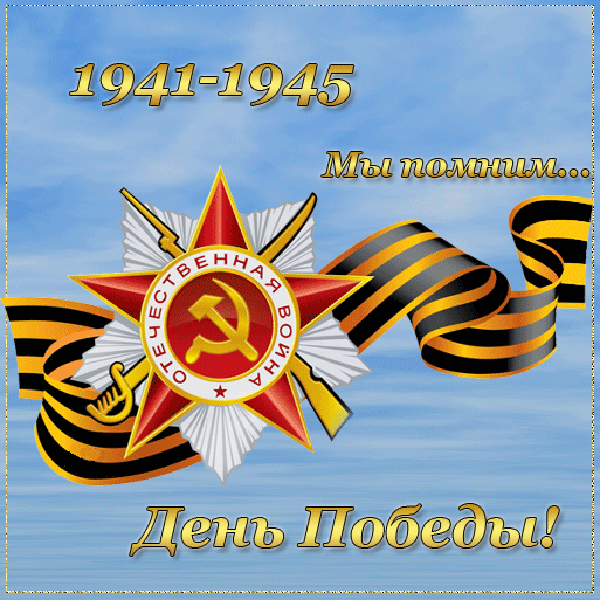 1941-1945
Мы помним...
ОТЕЧЕСТВЕННАЯ ВОЙНА
День Победы!